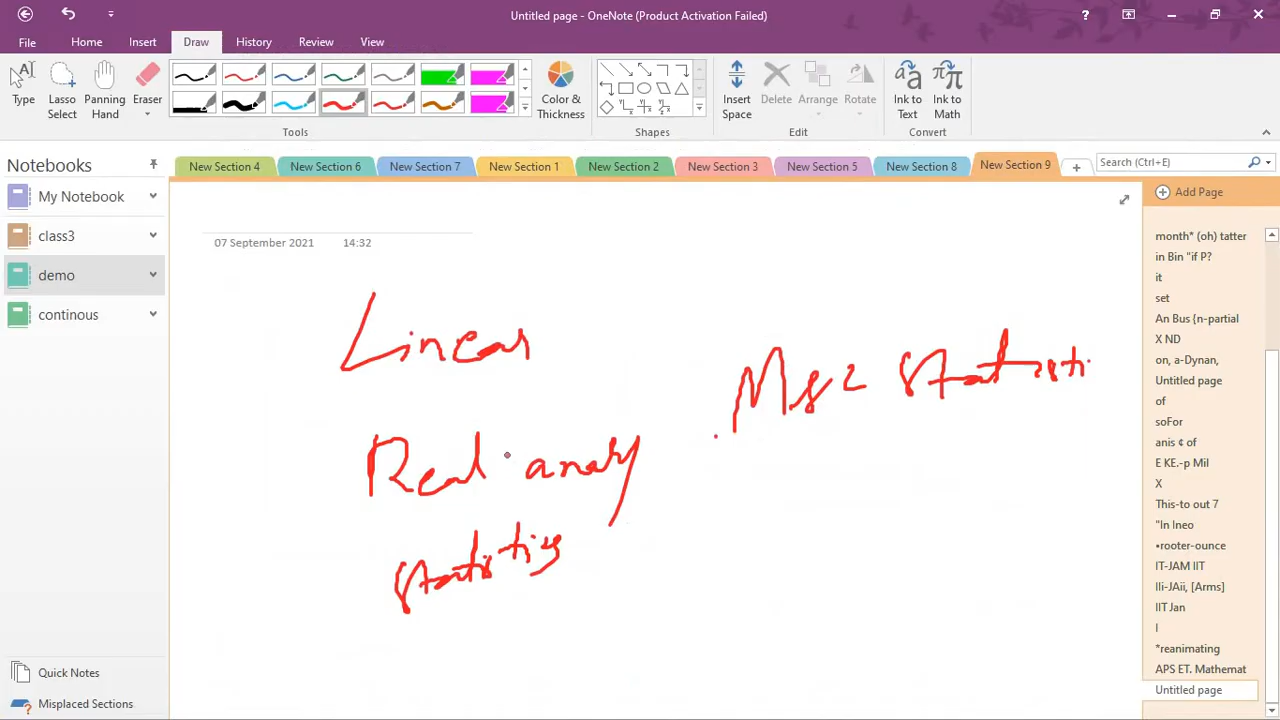 Untitled page - OneNote (Product Activation Failed)
File Home Insert Draw History Review View
Type
Lasso Select
Panning Hand
Eraser
Color & Thickness
Insert Space
Delete
Arrange
Rotate
Ink to Text
Ink to Math
Tools
Shapes
Edit
Convert
Notebooks
New Section 4 New Section 6 New Section 7 New Section 1 New Section 2 New Section 3 New Section 5 New Section 8 New Section 9
Search (Ctrl+E)
My Notebook
class3
demo
continous
Quick Notes
Misplaced Sections
07 September 2021 14:32
Linear
Real analy
Statistics
Statisti
Add Page
month* (oh) tatter
in Bin "if P?
it
set
An Bus {n-partial
X ND
on, a-Dynan,
Untitled page
of
soFor
anis ¢ of
E KE.-p Mil
X
This-to out 7
"In Ineo
•rooter-ounce
IT-JAM IIT
IIi-JAii, [Arms]
IIT Jan
I
*reanimating
APS ET. Mathemat
Untitled page